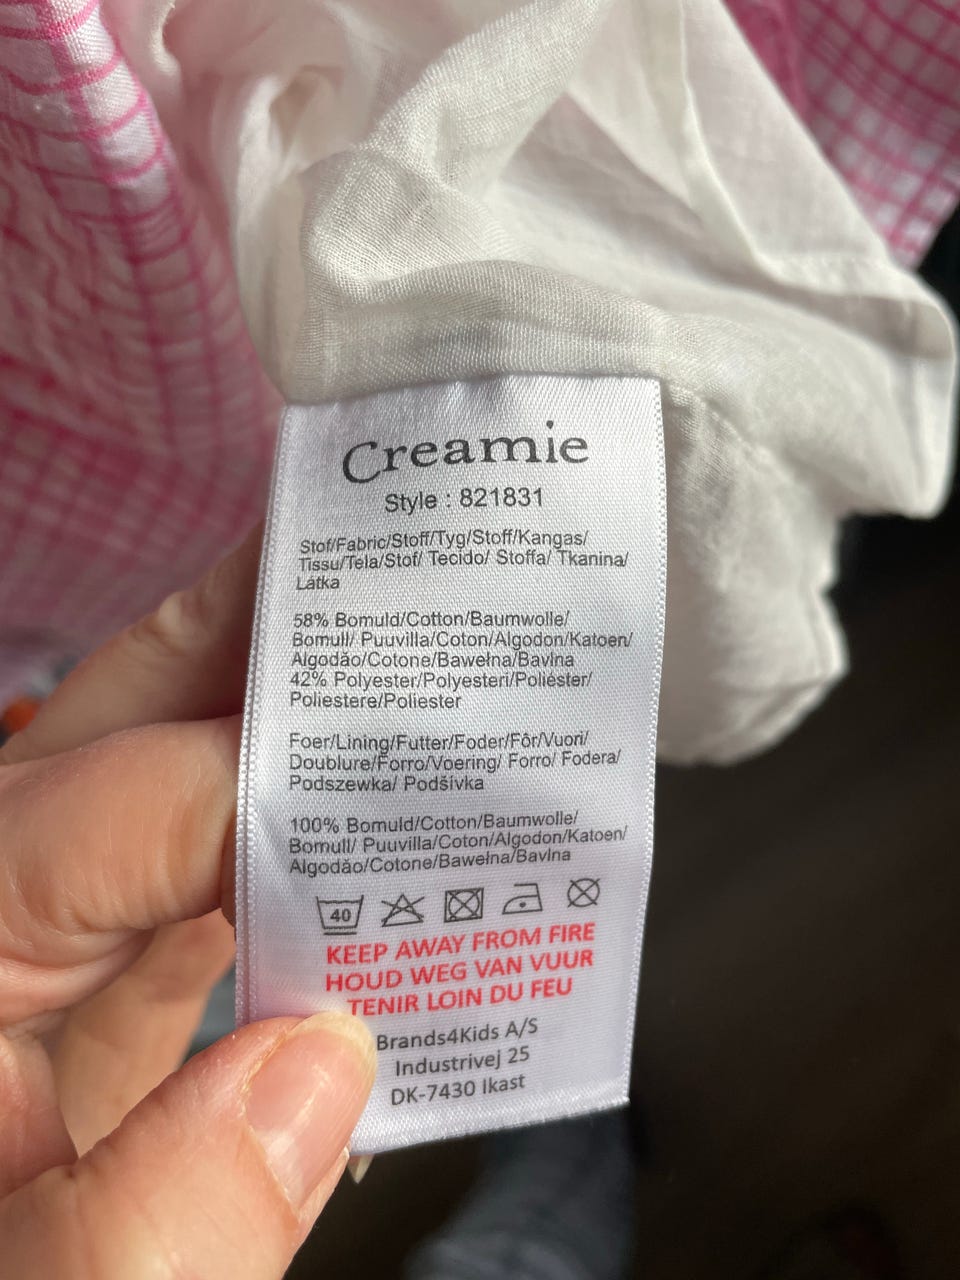 Creamie
Style : 821831
Stof/Fabric/Stoff/Tyg/Stoff/Kangas/
Tissu/Tela/Stof/ Tecido/ Stoffa/ Tkanina/
Látka
58% Bomuld/Cotton/Baumwolle/
Bomull/ Puuvilla/Coton/Algodon/Katoen/
Algodão/Cotone/Bawełna/Bavlna
42% Polyester/Polyesteri/Poliéster/
Poliestere/Poliester
Foer/Lining/Futter/Foder/Fôr/Vuori/
Doublure/Forro/Voering/ Forro/ Fodera/
Podszewka/ Podšívka
100% Bomuld/Cotton/Baumwolle/
Bomull/ Puuvilla/Coton/Algodon/Katoen/
Algodão/Cotone/Bawełna/Bavlna
40
KEEP AWAY FROM FIRE
HOUD WEG VAN VUUR
TENIR LOIN DU FEU
Brands4Kids A/S
Industrivej 25
DK-7430 Ikast